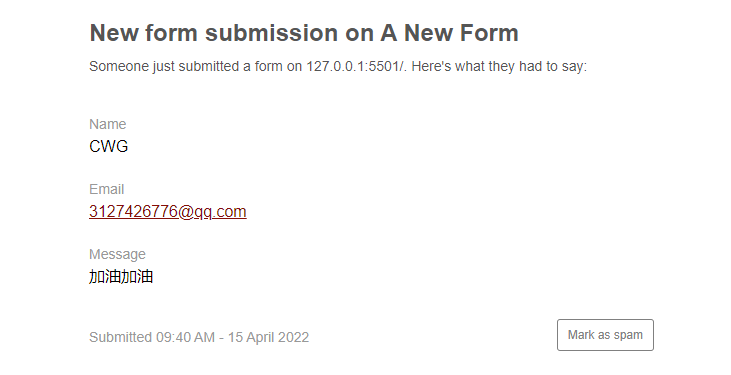 New form submission on A New Form
Someone just submitted a form on 127.0.0.1:5501/. Here's what they had to say:
Name
CWG
Email
3127426776@qq.com
Message
加油加油
Submitted 09:40 AM - 15 April 2022
Mark as spam